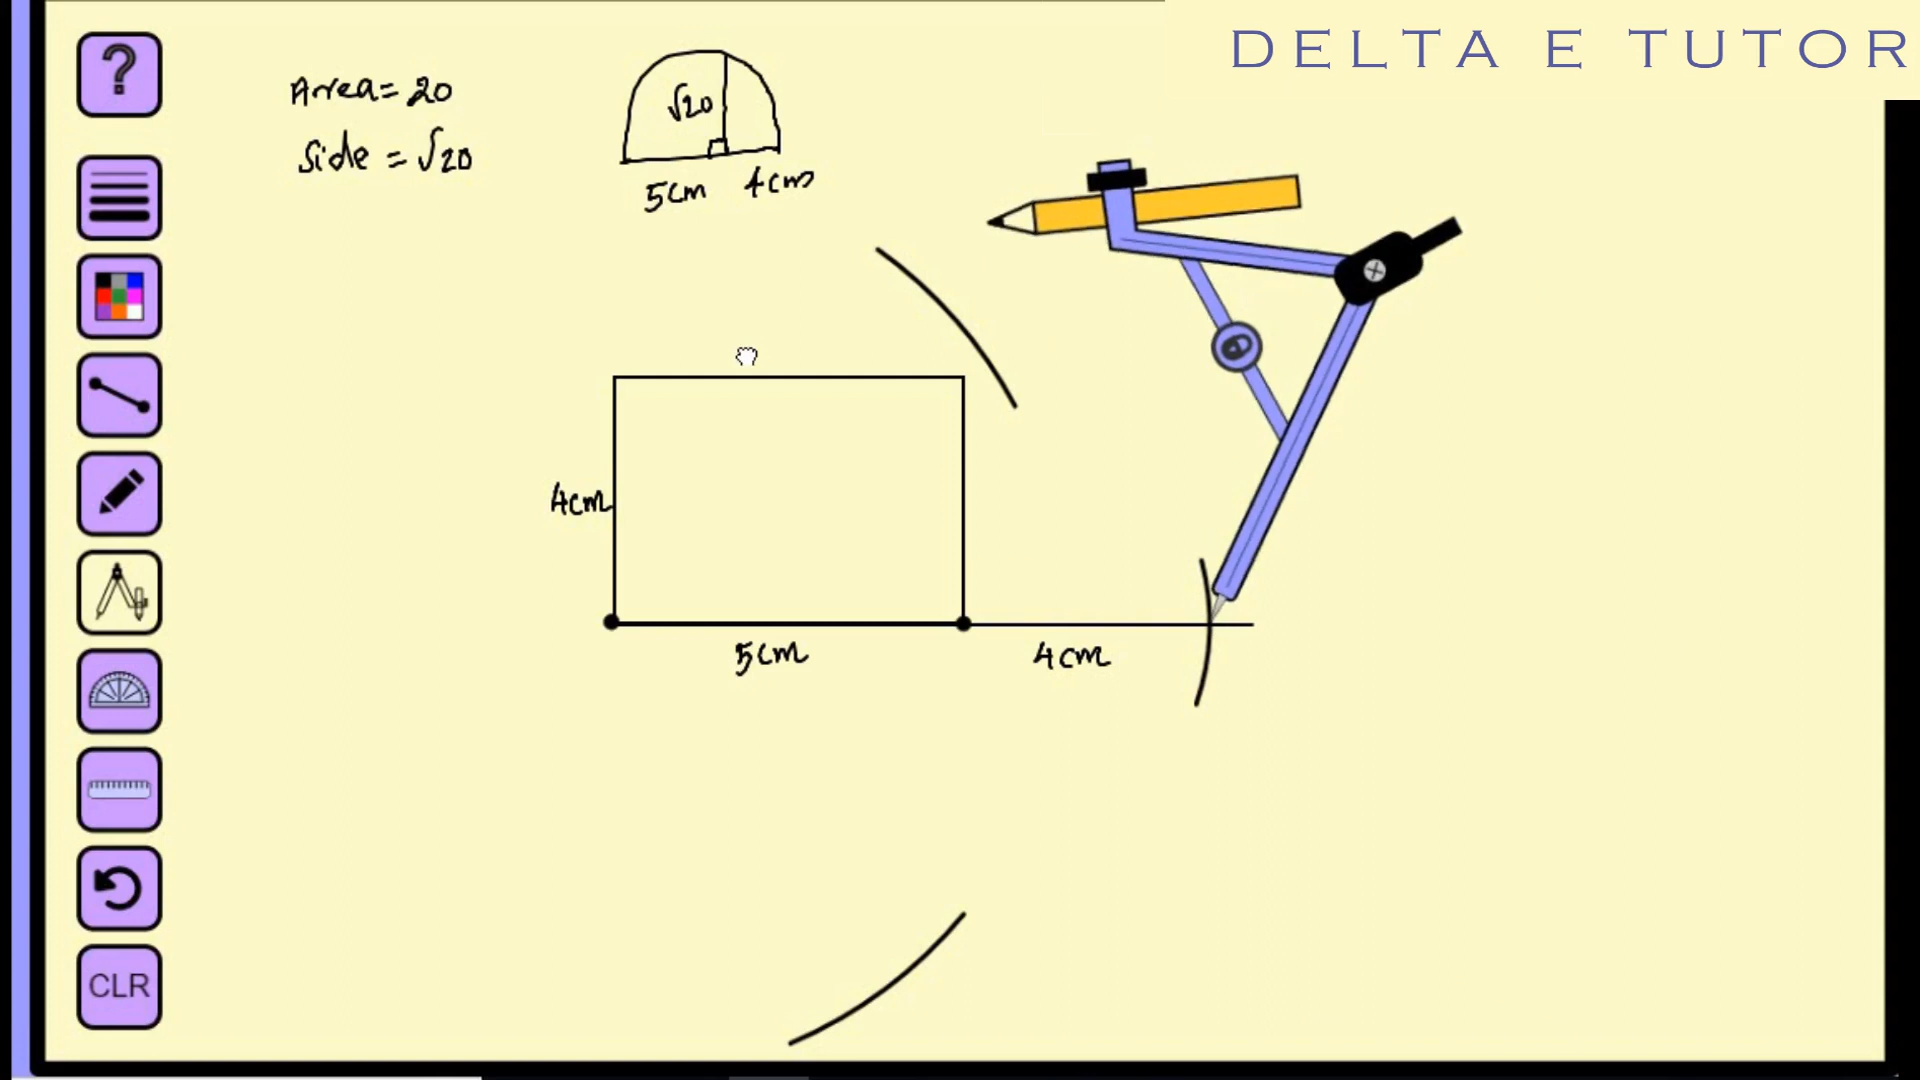 DELTA E TUTOR
?
Area = 20
Side = √20
√20
5cm 4cm
4cm
5cm
4cm
CLR